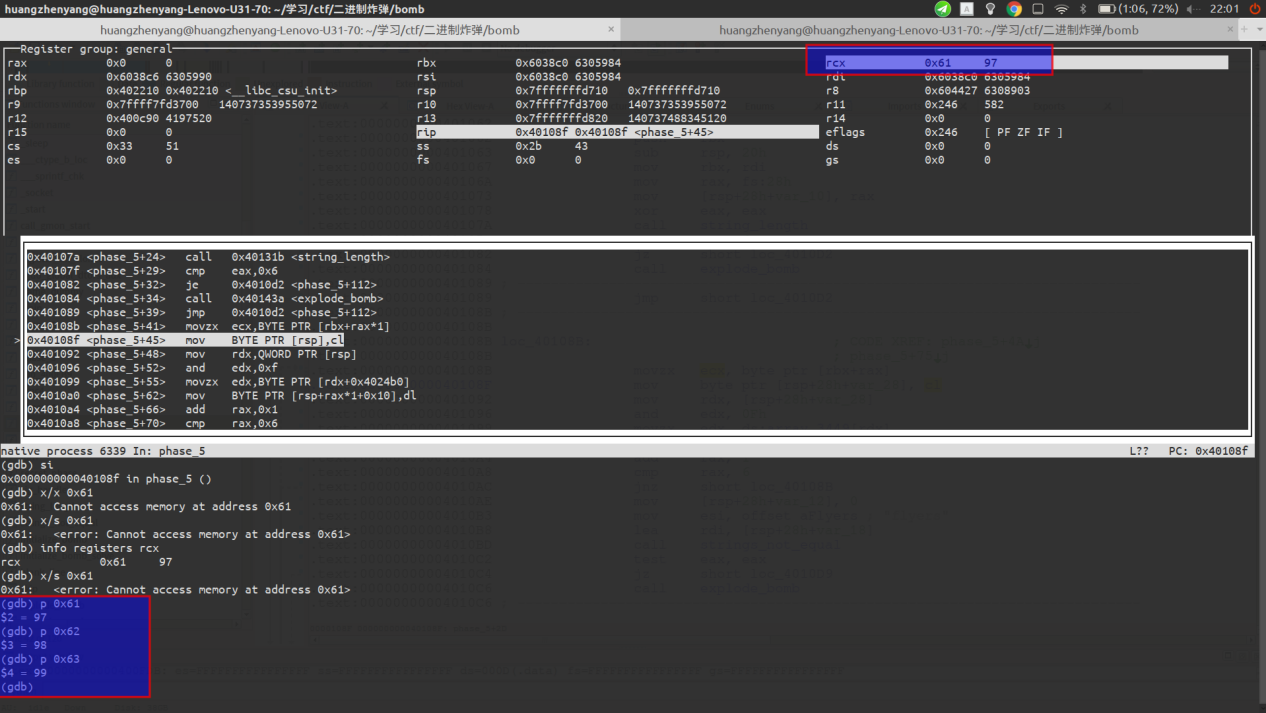 huangzhenyang@huangzhenyang-Lenovo-U31-70: ~/学习/ctf/二进制炸弹/bomb (1:06, 72%) 22:01
huangzhenyang@huangzhenyang-Lenovo-U31-70: ~/学习/ctf/二进制炸弹/bomb × huangzhenyang@huangzhenyang-Lenovo-U31-70: ~/学习/ctf/二进制炸弹/bomb ×
Register group: general
rax 0x0 0 rbx 0x6038c0 6305984 rcx 0x61 97
rdx 0x6038c6 6305990 rsi 0x6038c0 6305984 rdi 0x6038c0 6305984
rbp 0x402210 0x402210 <__libc_csu_init> rsp 0x7fffffffd710 0x7fffffffd710 r8 0x604427 6308903
r9 0x7ffff7fd3700 140737353955072 r10 0x7ffff7fd3700 140737353955072 r11 0x246 582
r12 0x400c90 4197520 r13 0x7fffffffd820 140737488345120 r14 0x0 0
r15 0x0 0 rip 0x40108f 0x40108f <phase_5+45> eflags 0x246 [ PF ZF IF ]
cs 0x33 51 ss 0x2b 43 ds 0x0 0
es 0x0 0 fs 0x0 0 gs 0x0 0
0x40107a <phase_5+24> call 0x40131b <string_length>
0x40107f <phase_5+29> cmp eax,0x6
0x401082 <phase_5+32> je 0x4010d2 <phase_5+112>
0x401084 <phase_5+34> call 0x40143a <explode_bomb>
0x401089 <phase_5+39> jmp 0x4010d2 <phase_5+112>
0x40108b <phase_5+41> movzx ecx,BYTE PTR [rbx+rax*1]
> 0x40108f <phase_5+45> mov BYTE PTR [rsp],cl
0x401092 <phase_5+48> mov rdx,QWORD PTR [rsp]
0x401096 <phase_5+52> and edx,0xf
0x401099 <phase_5+55> movzx edx,BYTE PTR [rdx+0x4024b0]
0x4010a0 <phase_5+62> mov BYTE PTR [rsp+rax*1+0x10],dl
0x4010a4 <phase_5+66> add rax,0x1
0x4010a8 <phase_5+70> cmp rax,0x6
native process 6339 In: phase_5 L?? PC: 0x40108f
(gdb) si
0x000000000040108f in phase_5 ()
(gdb) x/x 0x61
0x61: Cannot access memory at address 0x61
(gdb) x/s 0x61
0x61: <error: Cannot access memory at address 0x61>
(gdb) info registers rcx
rcx 0x61 97
(gdb) x/s 0x61
0x61: <error: Cannot access memory at address 0x61>
(gdb) p 0x61
$2 = 97
(gdb) p 0x62
$3 = 98
(gdb) p 0x63
$4 = 99
(gdb)